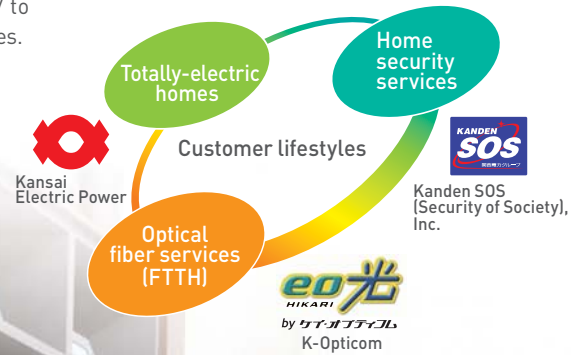 to
es.
Home
security
services
Totally-electric
homes
Customer lifestyles
Kansai
Electric Power
KANDEN
SOS
関西電力グループ
Kanden SOS
(Security of Society),
Inc.
Optical
fiber services
(FTTH)
eo光
HIKARI
by ケイ・オプティコム
K-Opticom